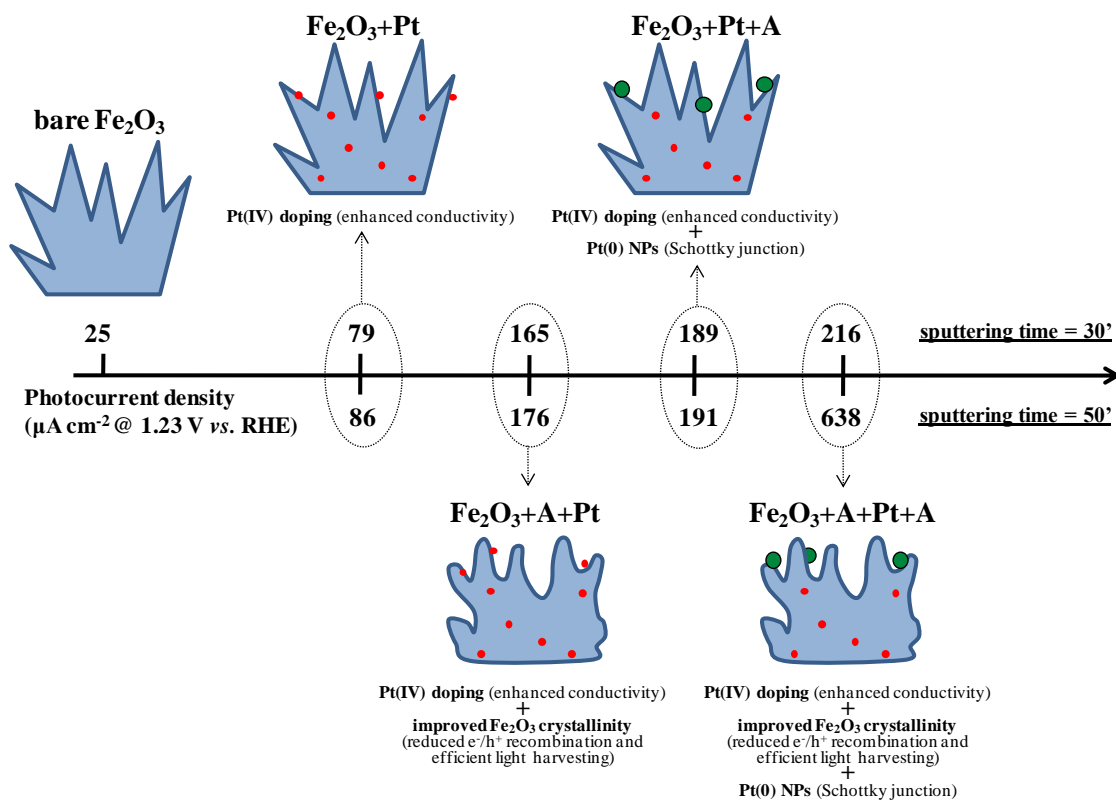 Fe₂O₃+Pt
Fe₂O₃+Pt+A
bare Fe₂O₃
Pt(IV) doping (enhanced conductivity)
Pt(IV) doping (enhanced conductivity)
+
Pt(0) NPs (Schottky junction)
25
79
165
189
216
sputtering time = 30’
Photocurrent density
(μA cm⁻² @ 1.23 V vs. RHE)
86
176
191
638
sputtering time = 50’
Fe₂O₃+A+Pt
Fe₂O₃+A+Pt+A
Pt(IV) doping (enhanced conductivity)
+
improved Fe₂O₃ crystallinity
(reduced e⁻/h⁺ recombination and
efficient light harvesting)
Pt(IV) doping (enhanced conductivity)
+
improved Fe₂O₃ crystallinity
(reduced e⁻/h⁺ recombination and
efficient light harvesting)
+
Pt(0) NPs (Schottky junction)